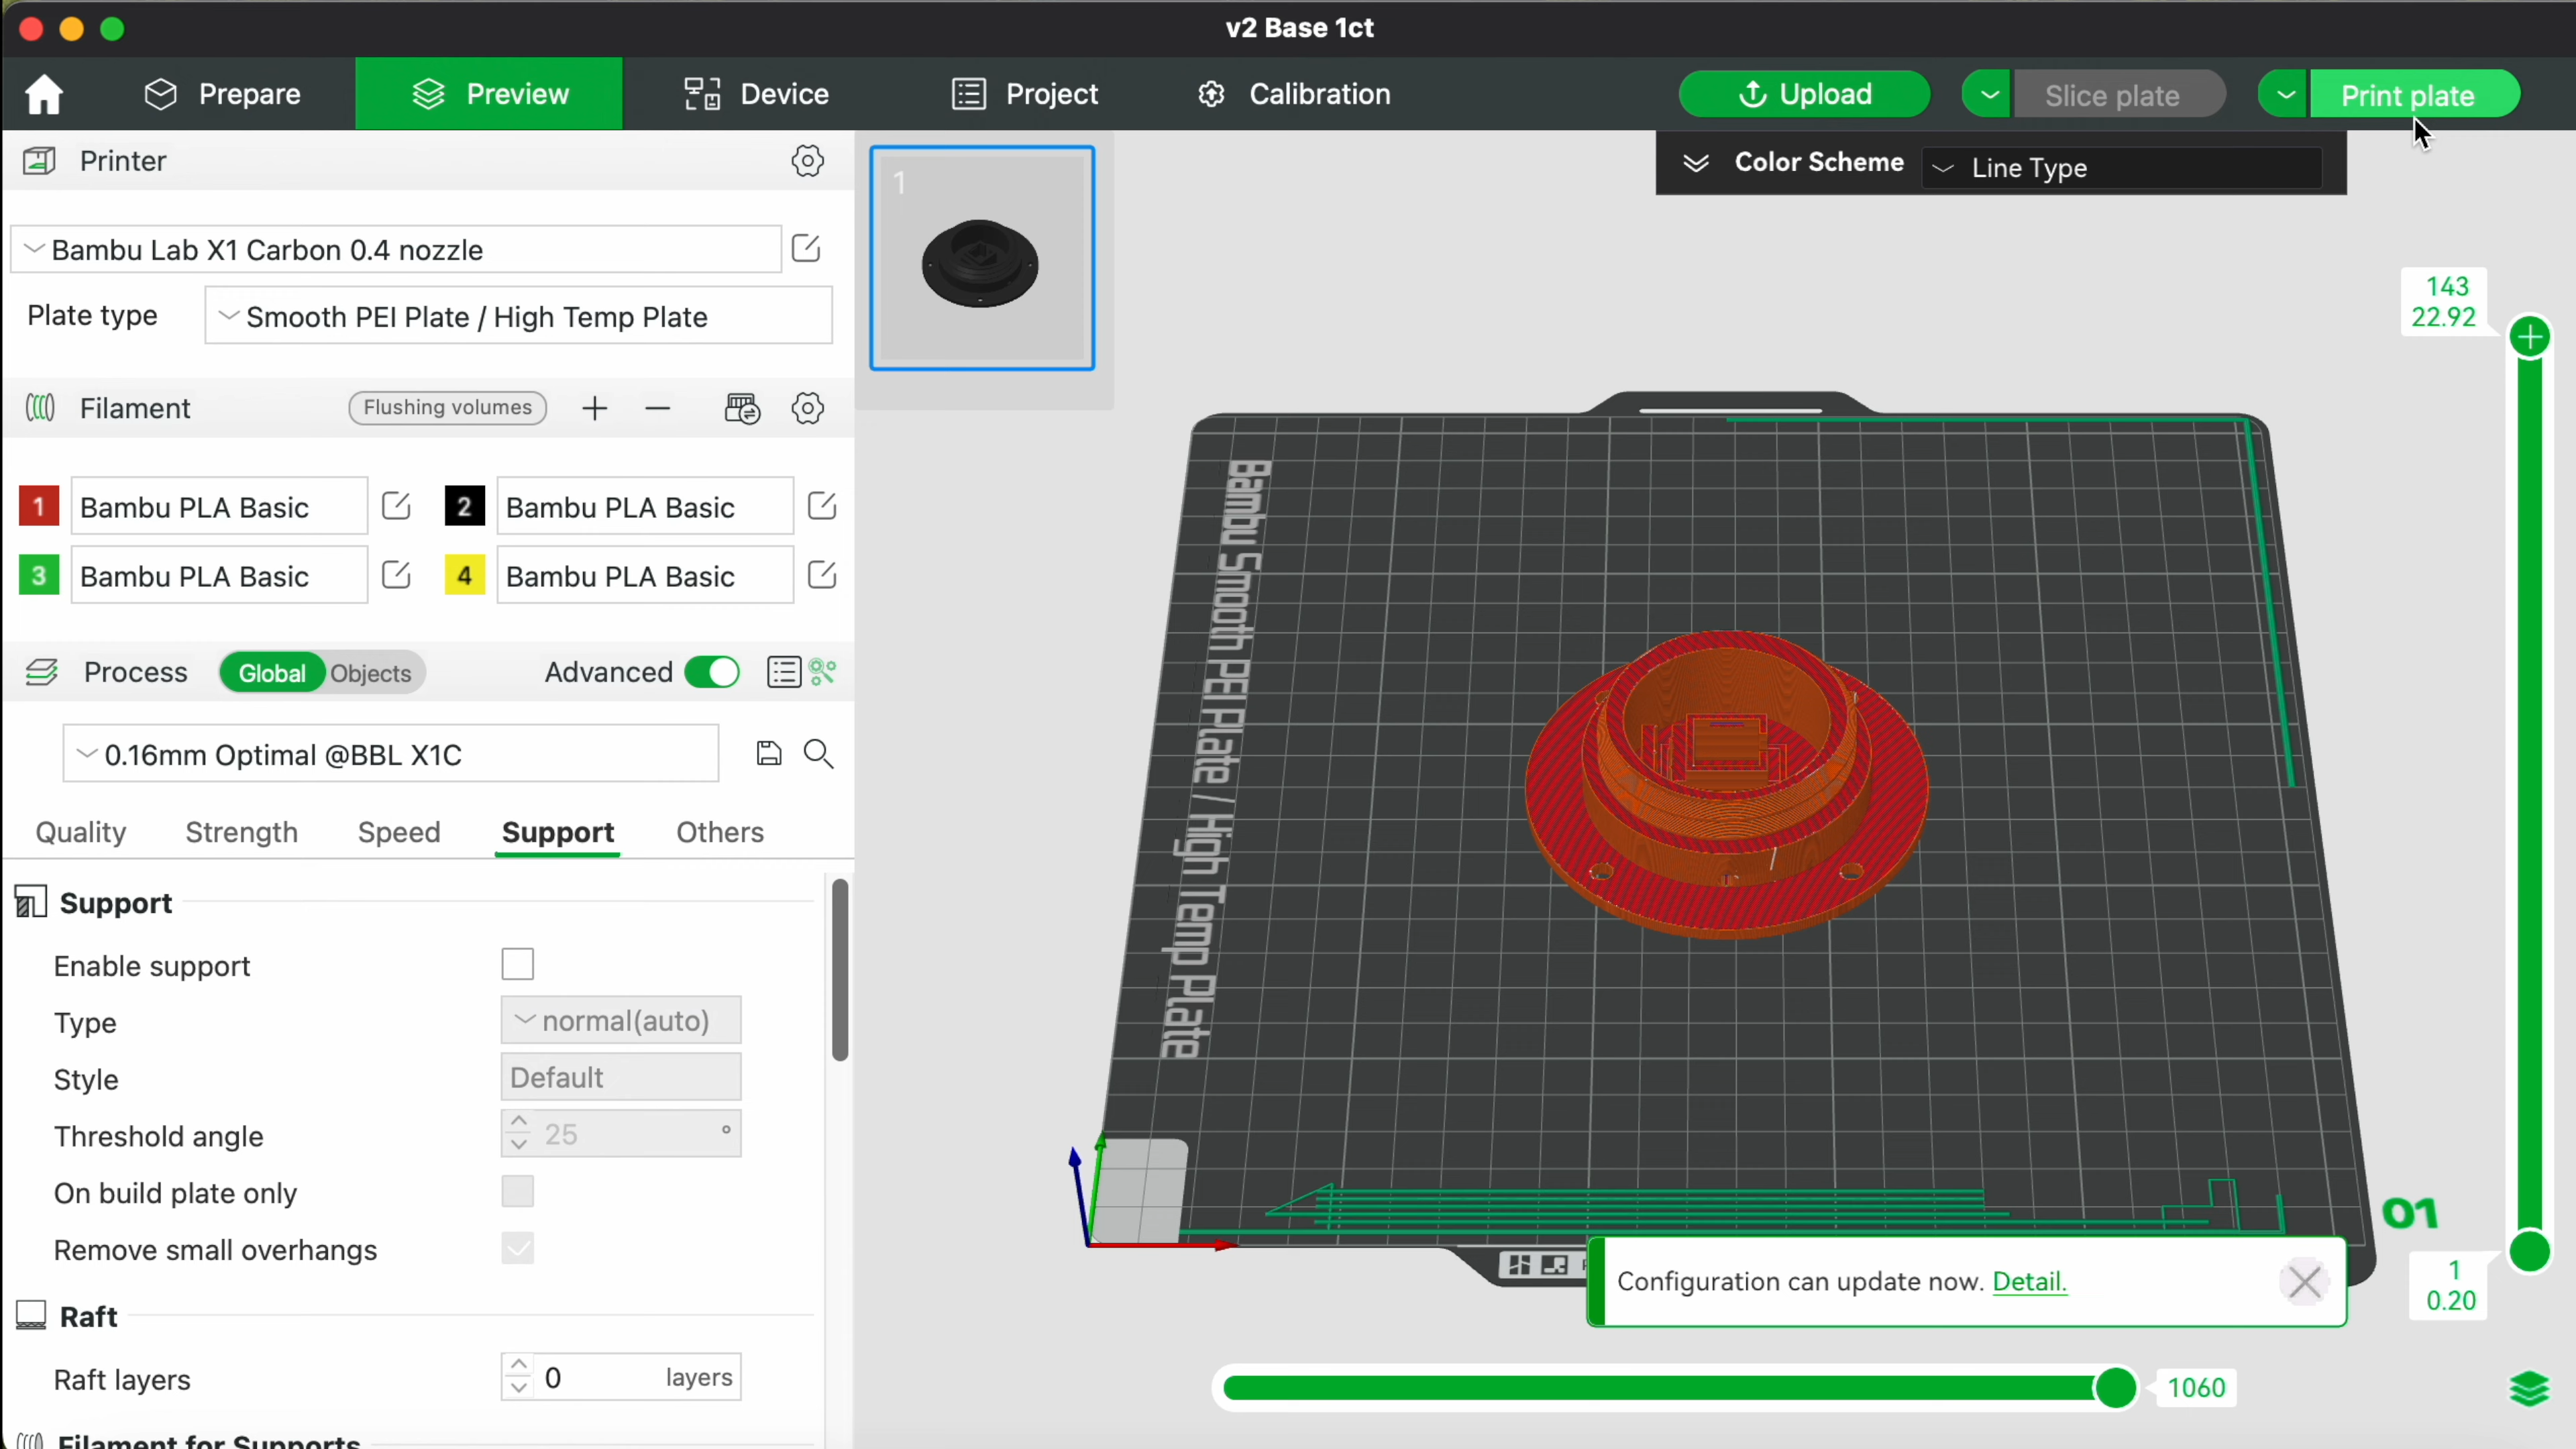 v2 Base 1ct
Prepare
Preview
Device
Project
Calibration
Upload
Slice plate
Print plate
Printer
Color Scheme
Line Type
1
Bambu Lab X1 Carbon 0.4 nozzle
Plate type
Smooth PEI Plate / High Temp Plate
143
22.92
Filament
Flushing volumes
1 Bambu PLA Basic
2 Bambu PLA Basic
3 Bambu PLA Basic
4 Bambu PLA Basic
Bambu Smooth PEI Plate / High Temp Plate
Process
Global
Objects
Advanced
0.16mm Optimal @BBL X1C
Quality
Strength
Speed
Support
Others
Support
Enable support
Type
normal(auto)
Style
Default
Threshold angle
25 °
On build plate only
Remove small overhangs
Raft
Raft layers
0 layers
Filament for Supports
01
Configuration can update now. Detail.
1
0.20
1060